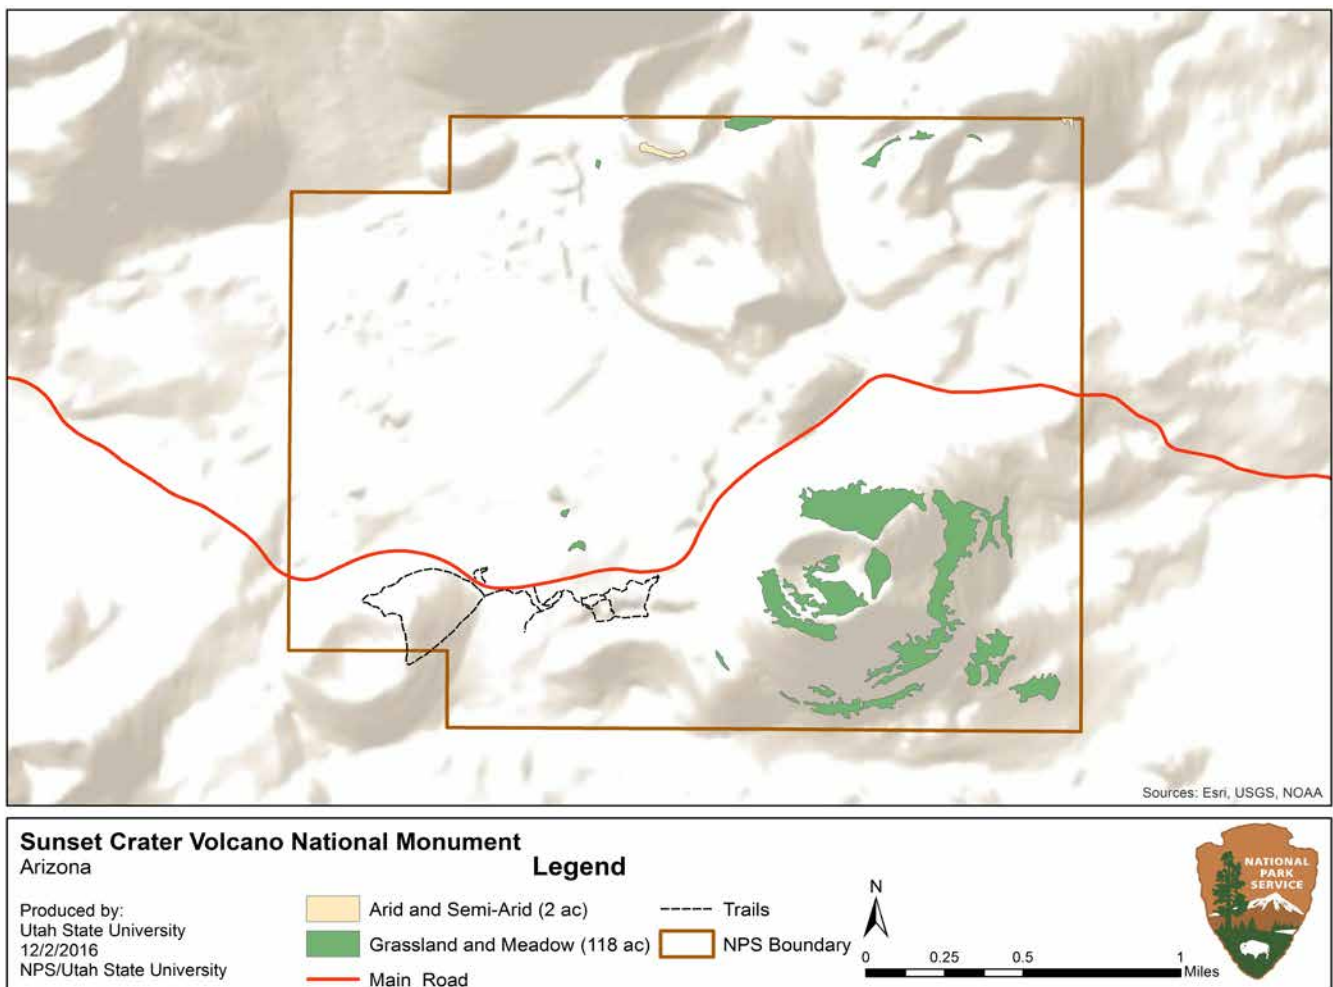 Sources: Esri, USGS, NOAA
Sunset Crater Volcano National Monument
Arizona
Legend
Produced by:
Utah State University
12/2/2016
NPS/Utah State University
Arid and Semi-Arid (2 ac)
Grassland and Meadow (118 ac)
Main_Road
Trails
NPS Boundary
N
0 0.25 0.5 1
Miles
NATIONAL
PARK
SERVICE